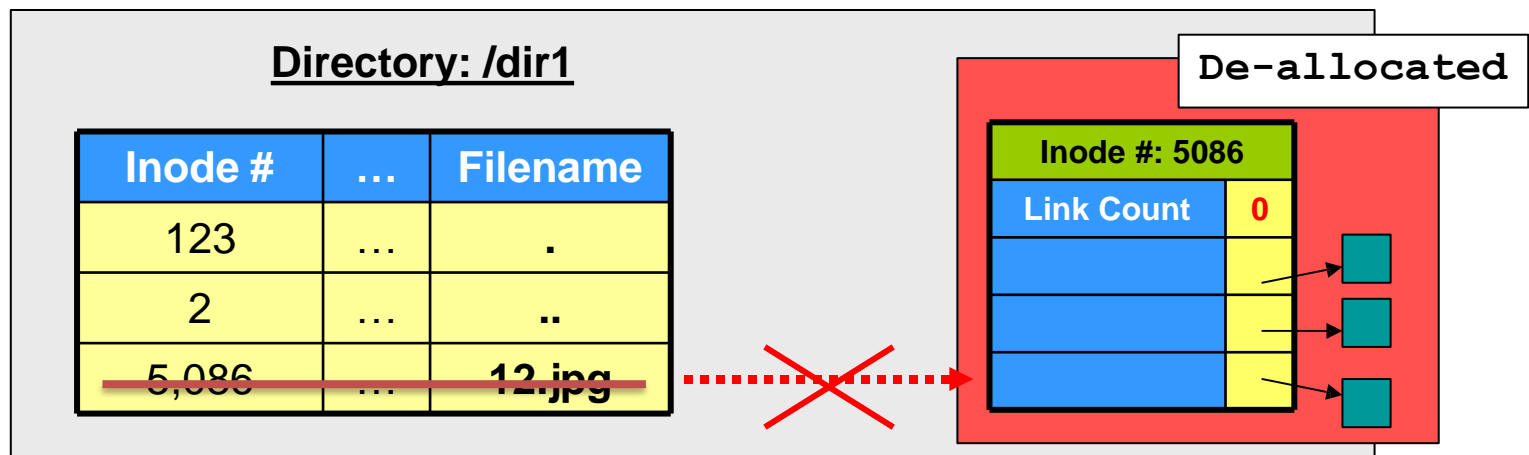 Directory: /dir1
De-allocated
Inode # … Filename
123 … .
2 … ..
5,086 … 12.jpg
Inode #: 5086
Link Count 0